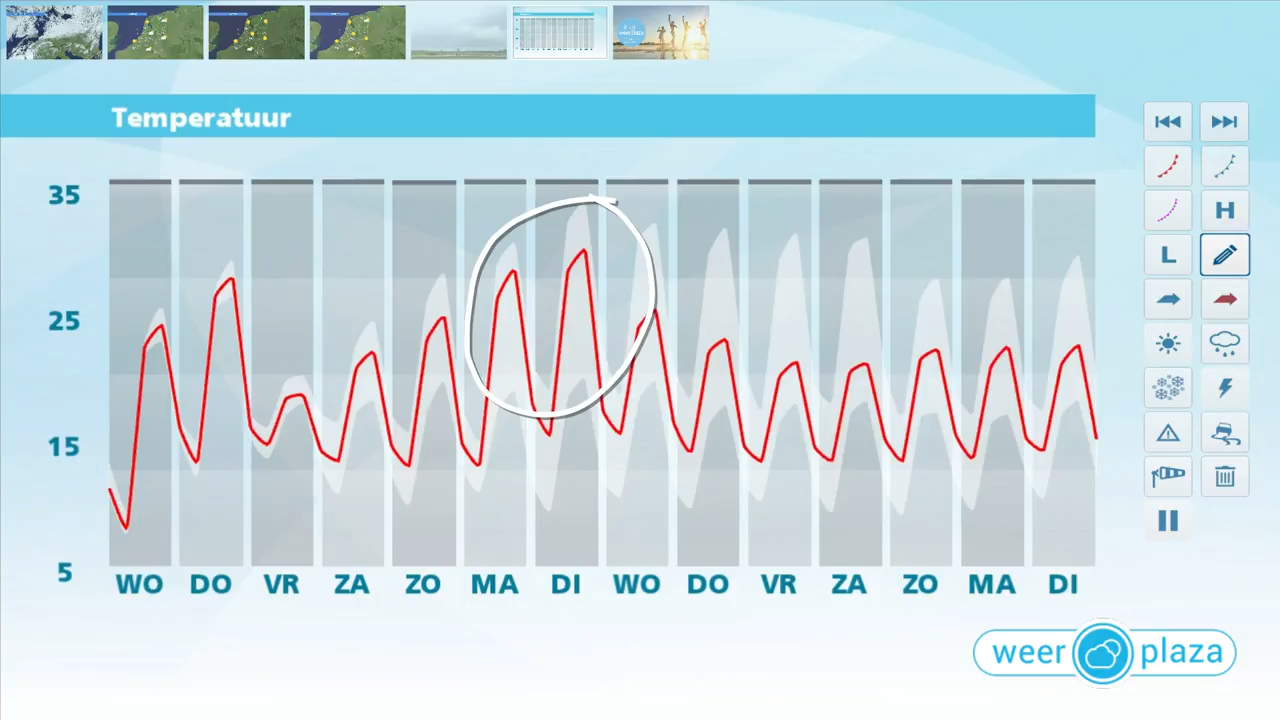 Temperatuur
35
25
15
5
WO DO VR ZA ZO MA DI WO DO VR ZA ZO MA DI
H
L
weer plaza